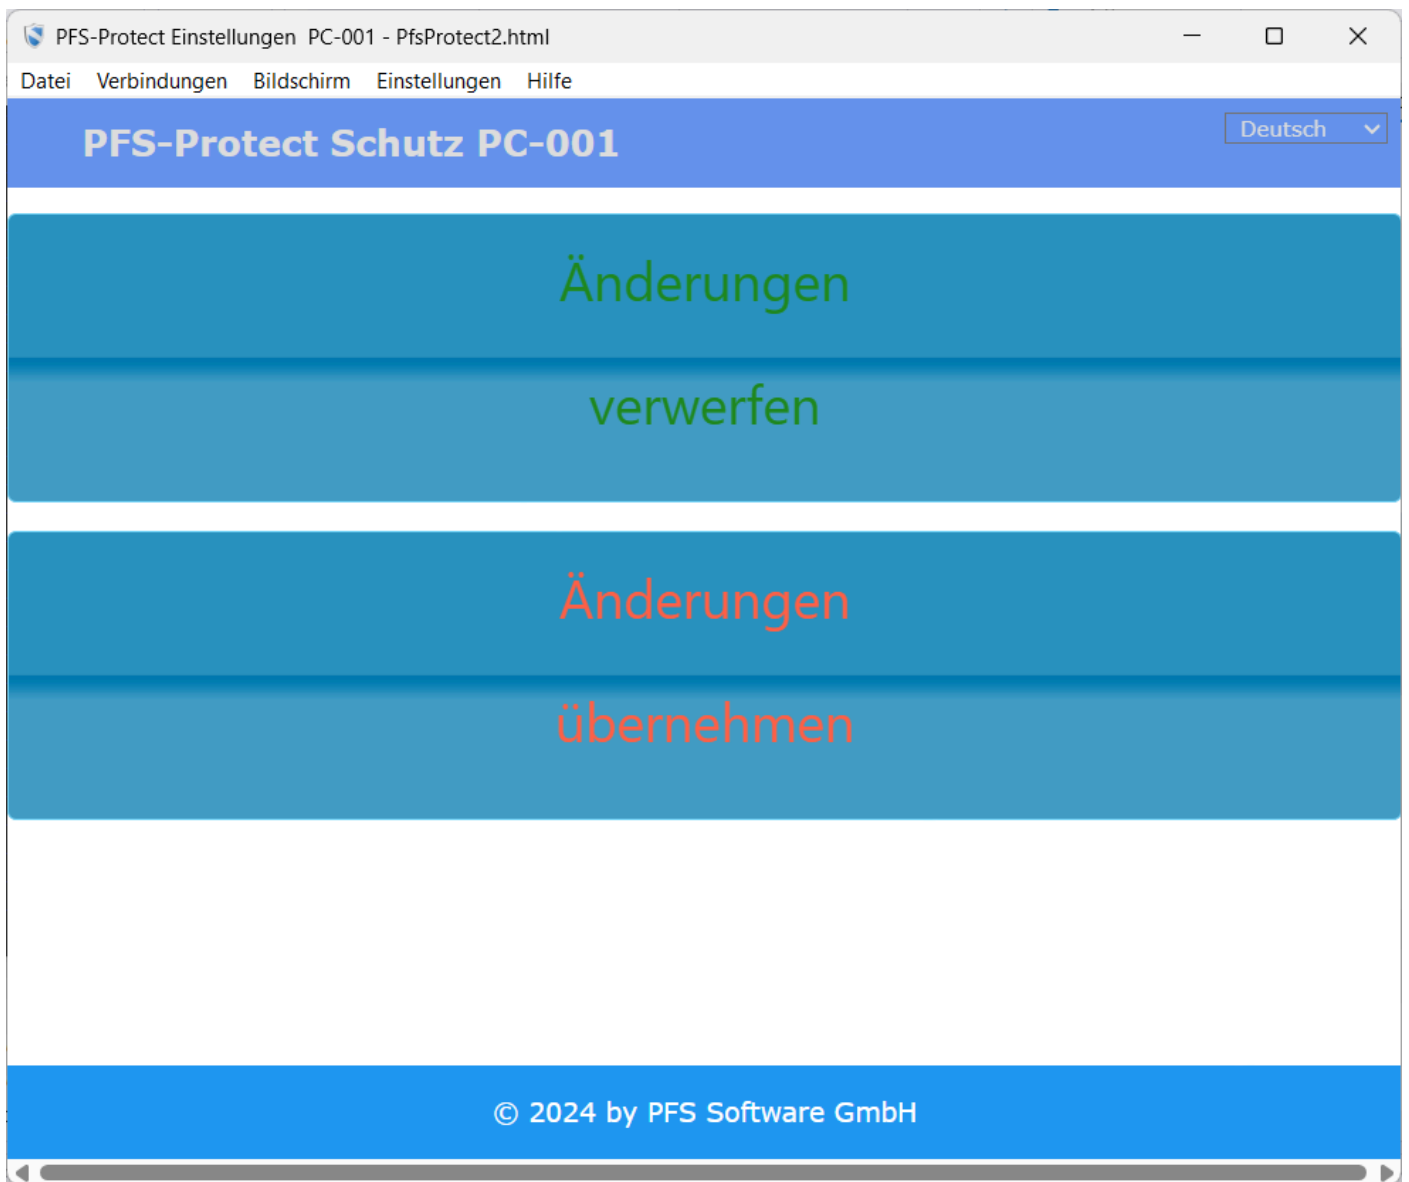 PFS-Protect Einstellungen PC-001 - PfsProtect2.html
Datei Verbindungen Bildschirm Einstellungen Hilfe
PFS-Protect Schutz PC-001
Deutsch
Änderungen
verwerfen
Änderungen
übernehmen
© 2024 by PFS Software GmbH